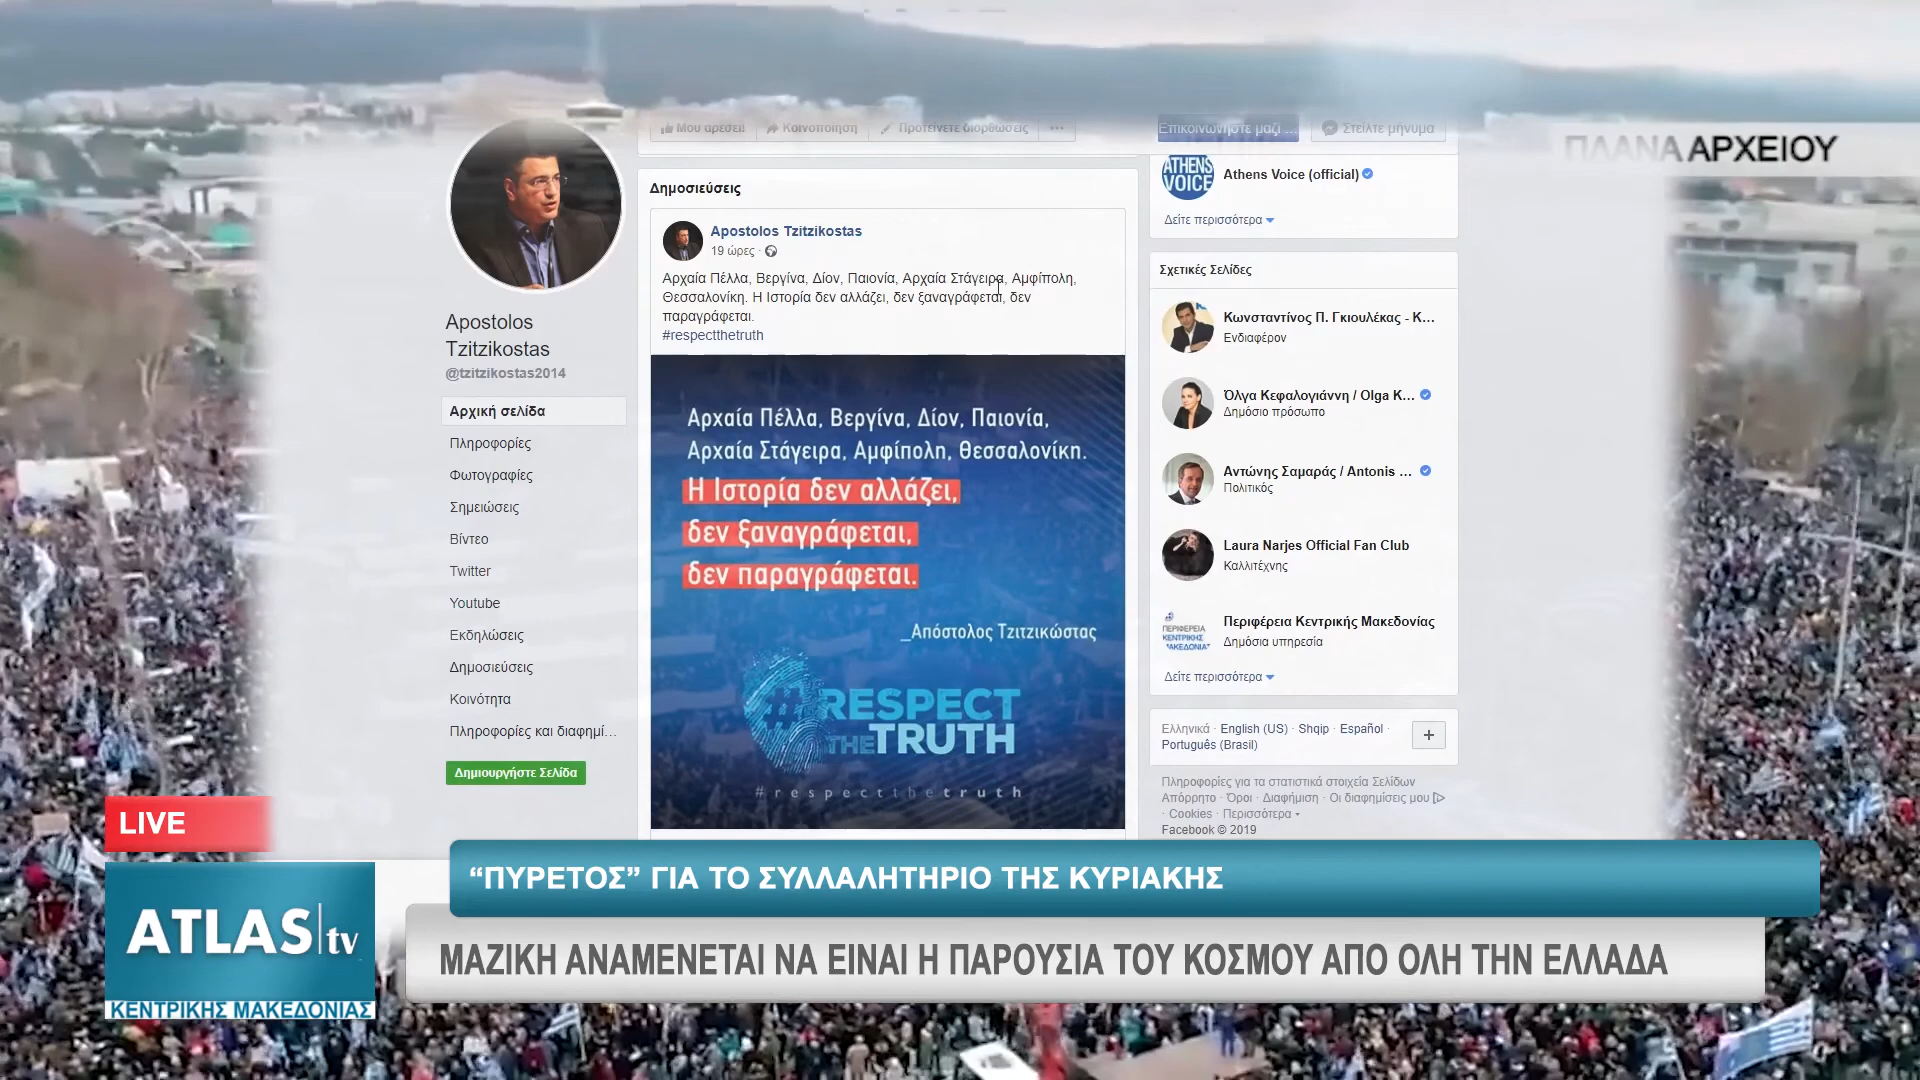 Μου αρέσει! Κοινοποίηση Προτείνετε διορθώσεις ...
Επικοινωνήστε μαζί ... Στείλτε μήνυμα
ΠΛΑΝΑ ΑΡΧΕΙΟΥ
ATHENS VOICE
Athens Voice (official)
Δείτε περισσότερα
Δημοσιεύσεις
Apostolos Tzitzikostas
19 ώρες ·
Αρχαία Πέλλα, Βεργίνα, Δίον, Παιονία, Αρχαία Στάγειρα, Αμφίπολη,
Θεσσαλονίκη. Η Ιστορία δεν αλλάζει, δεν ξαναγράφεται, δεν
παραγράφεται.
#respectthetruth
Αρχαία Πέλλα, Βεργίνα, Δίον, Παιονία,
Αρχαία Στάγειρα, Αμφίπολη, Θεσσαλονίκη.
Η Ιστορία δεν αλλάζει,
δεν ξαναγράφεται,
δεν παραγράφεται.
_Απόστολος Τζιτζικώστας
#RESPECT
THETRUTH
#respectthetruth
Apostolos
Tzitzikostas
@tzitzikostas2014
Αρχική σελίδα
Πληροφορίες
Φωτογραφίες
Σημειώσεις
Βίντεο
Twitter
Youtube
Εκδηλώσεις
Δημοσιεύσεις
Κοινότητα
Πληροφορίες και διαφημί...
Δημιουργήστε Σελίδα
Σχετικές Σελίδες
Κωνσταντίνος Π. Γκιουλέκας - Κ...
Ενδιαφέρον
Όλγα Κεφαλογιάννη / Olga K...
Δημόσιο πρόσωπο
Αντώνης Σαμαράς / Antonis ...
Πολιτικός
Laura Narjes Official Fan Club
Καλλιτέχνης
ΠΕΡΙΦΕΡΕΙΑ
ΚΕΝΤΡΙΚΗΣ
ΜΑΚΕΔΟΝΙΑΣ
Περιφέρεια Κεντρικής Μακεδονίας
Δημόσια υπηρεσία
Δείτε περισσότερα
Ελληνικά · English (US) · Shqip · Español ·
Português (Brasil)
+
Πληροφορίες για τα στατιστικά στοιχεία Σελίδων
Απόρρητο · Όροι · Διαφήμιση · Οι διαφημίσεις μου
· Cookies · Περισσότερα
Facebook © 2019
LIVE
“ΠΥΡΕΤΟΣ” ΓΙΑ ΤΟ ΣΥΛΛΑΛΗΤΗΡΙΟ ΤΗΣ ΚΥΡΙΑΚΗΣ
ΜΑΖΙΚΗ ΑΝΑΜΕΝΕΤΑΙ ΝΑ ΕΙΝΑΙ Η ΠΑΡΟΥΣΙΑ ΤΟΥ ΚΟΣΜΟΥ ΑΠΟ ΟΛΗ ΤΗΝ ΕΛΛΑΔΑ
ATLAS tv
ΚΕΝΤΡΙΚΗΣ ΜΑΚΕΔΟΝΙΑΣ